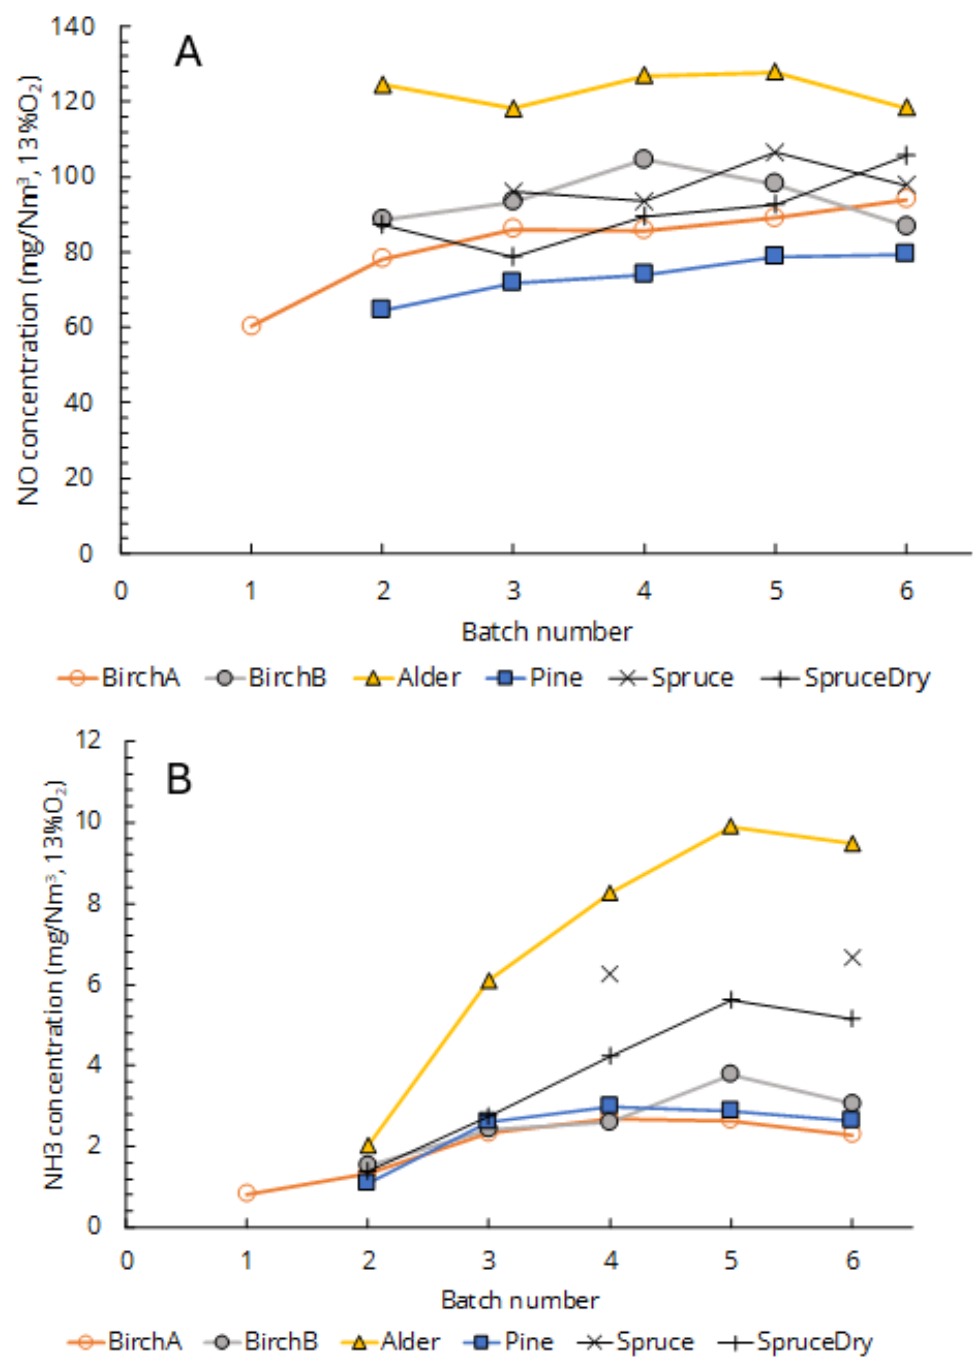 A
NO concentration (mg/Nm³, 13%O₂)
140
120
100
80
60
40
20
0
0 1 2 3 4 5 6
Batch number
BirchA BirchB Alder Pine Spruce SpruceDry
B
NH3 concentration (mg/Nm³, 13%O₂)
12
10
8
6
4
2
0
0 1 2 3 4 5 6
Batch number
BirchA BirchB Alder Pine Spruce SpruceDry